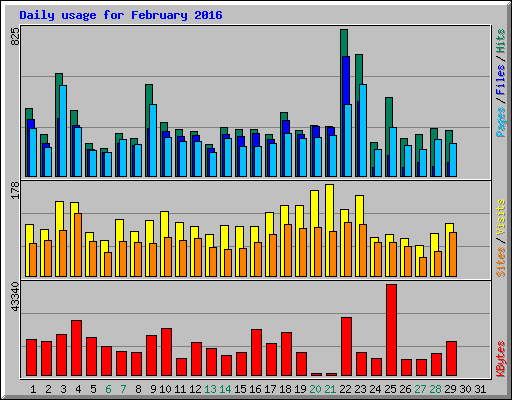 Daily usage for February 2016
825
Pages / Files / Hits
178
Sites / Visits
43340
KBytes
1 2 3 4 5 6 7 8 9 10 11 12 13 14 15 16 17 18 19 20 21 22 23 24 25 26 27 28 29 30 31